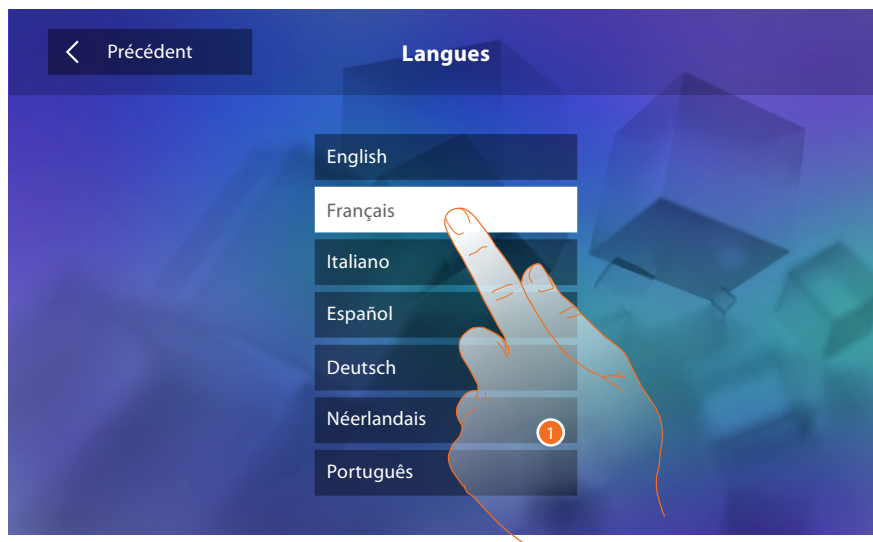 Précédent
Langues
English
Français
Italiano
Español
Deutsch
Néerlandais
1
Português